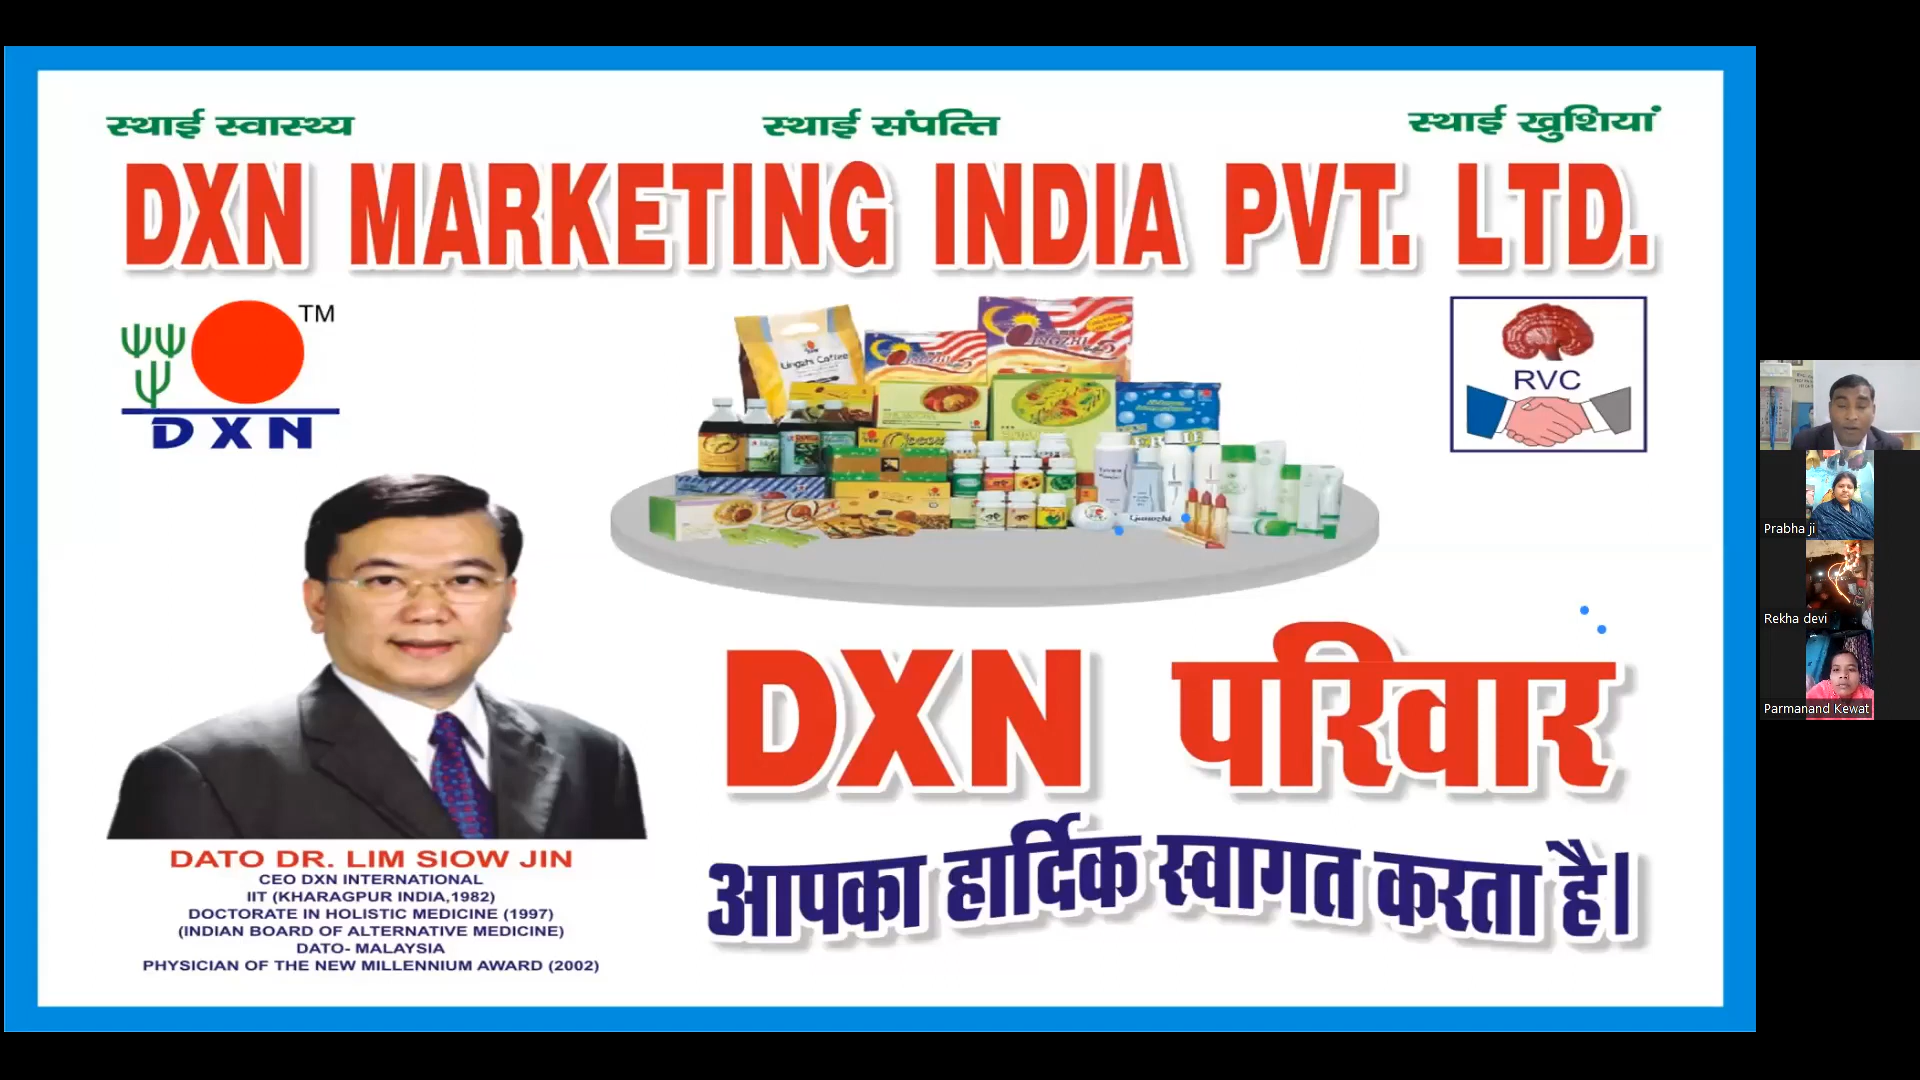 स्थाई स्वास्थ्य
स्थाई संपत्ति
स्थाई खुशियां
DXN MARKETING INDIA PVT. LTD.
TM
DXN
Lingzhi Coffee
RVC
DATO DR. LIM SIOW JIN
CEO DXN INTERNATIONAL
IIT (KHARAGPUR INDIA,1982)
DOCTORATE IN HOLISTIC MEDICINE (1997)
(INDIAN BOARD OF ALTERNATIVE MEDICINE)
DATO- MALAYSIA
PHYSICIAN OF THE NEW MILLENNIUM AWARD (2002)
DXN परिवार
आपका हार्दिक स्वागत करता है।
Prabha ji
Rekha devi
Parmanand Kewat